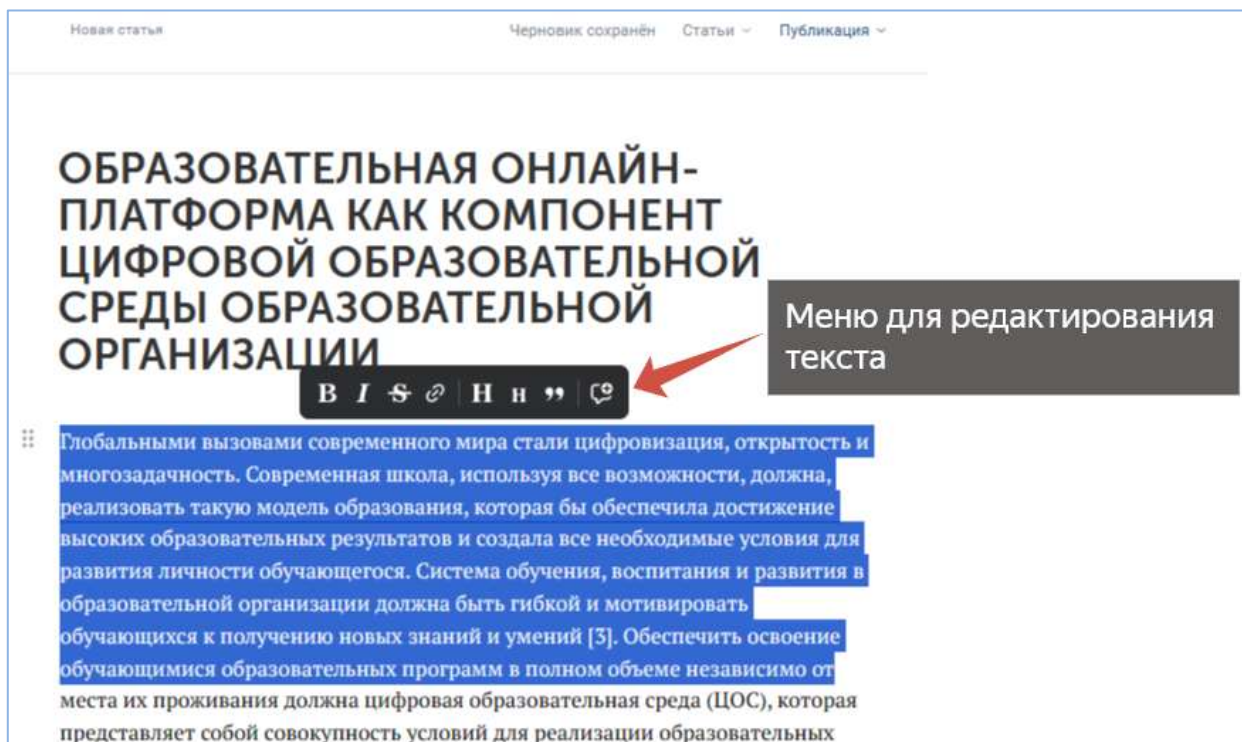 Новая статья
Черновик сохранён Статьи Публикация
ОБРАЗОВАТЕЛЬНАЯ ОНЛАЙН-
ПЛАТФОРМА КАК КОМПОНЕНТ
ЦИФРОВОЙ ОБРАЗОВАТЕЛЬНОЙ
СРЕДЫ ОБРАЗОВАТЕЛЬНОЙ
ОРГАНИЗАЦИИ
Меню для редактирования
текста
B I S H H ”
Глобальными вызовами современного мира стали цифровизация, открытость и
многозадачность. Современная школа, используя все возможности, должна,
реализовать такую модель образования, которая бы обеспечила достижение
высоких образовательных результатов и создала все необходимые условия для
развития личности обучающегося. Система обучения, воспитания и развития в
образовательной организации должна быть гибкой и мотивировать
обучающихся к получению новых знаний и умений [3]. Обеспечить освоение
обучающимися образовательных программ в полном объеме независимо от
места их проживания должна цифровая образовательная среда (ЦОС), которая
представляет собой совокупность условий для реализации образовательных